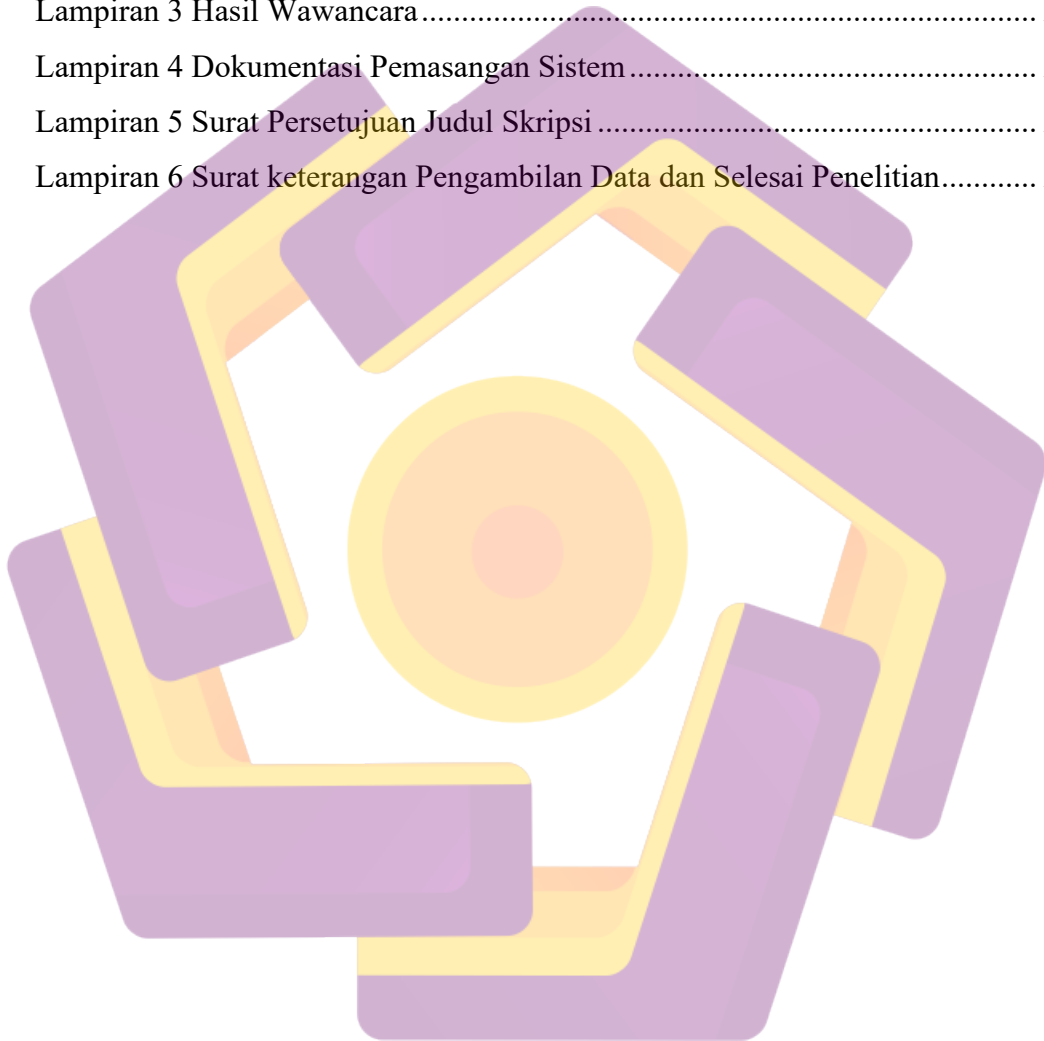 Lampiran 3 Hasil Wawancara
Lampiran 4 Dokumentasi Pemasangan Sistem
Lampiran 5 Surat Persetujuan Judul Skripsi
Lampiran 6 Surat keterangan Pengambilan Data dan Selesai Penelitian